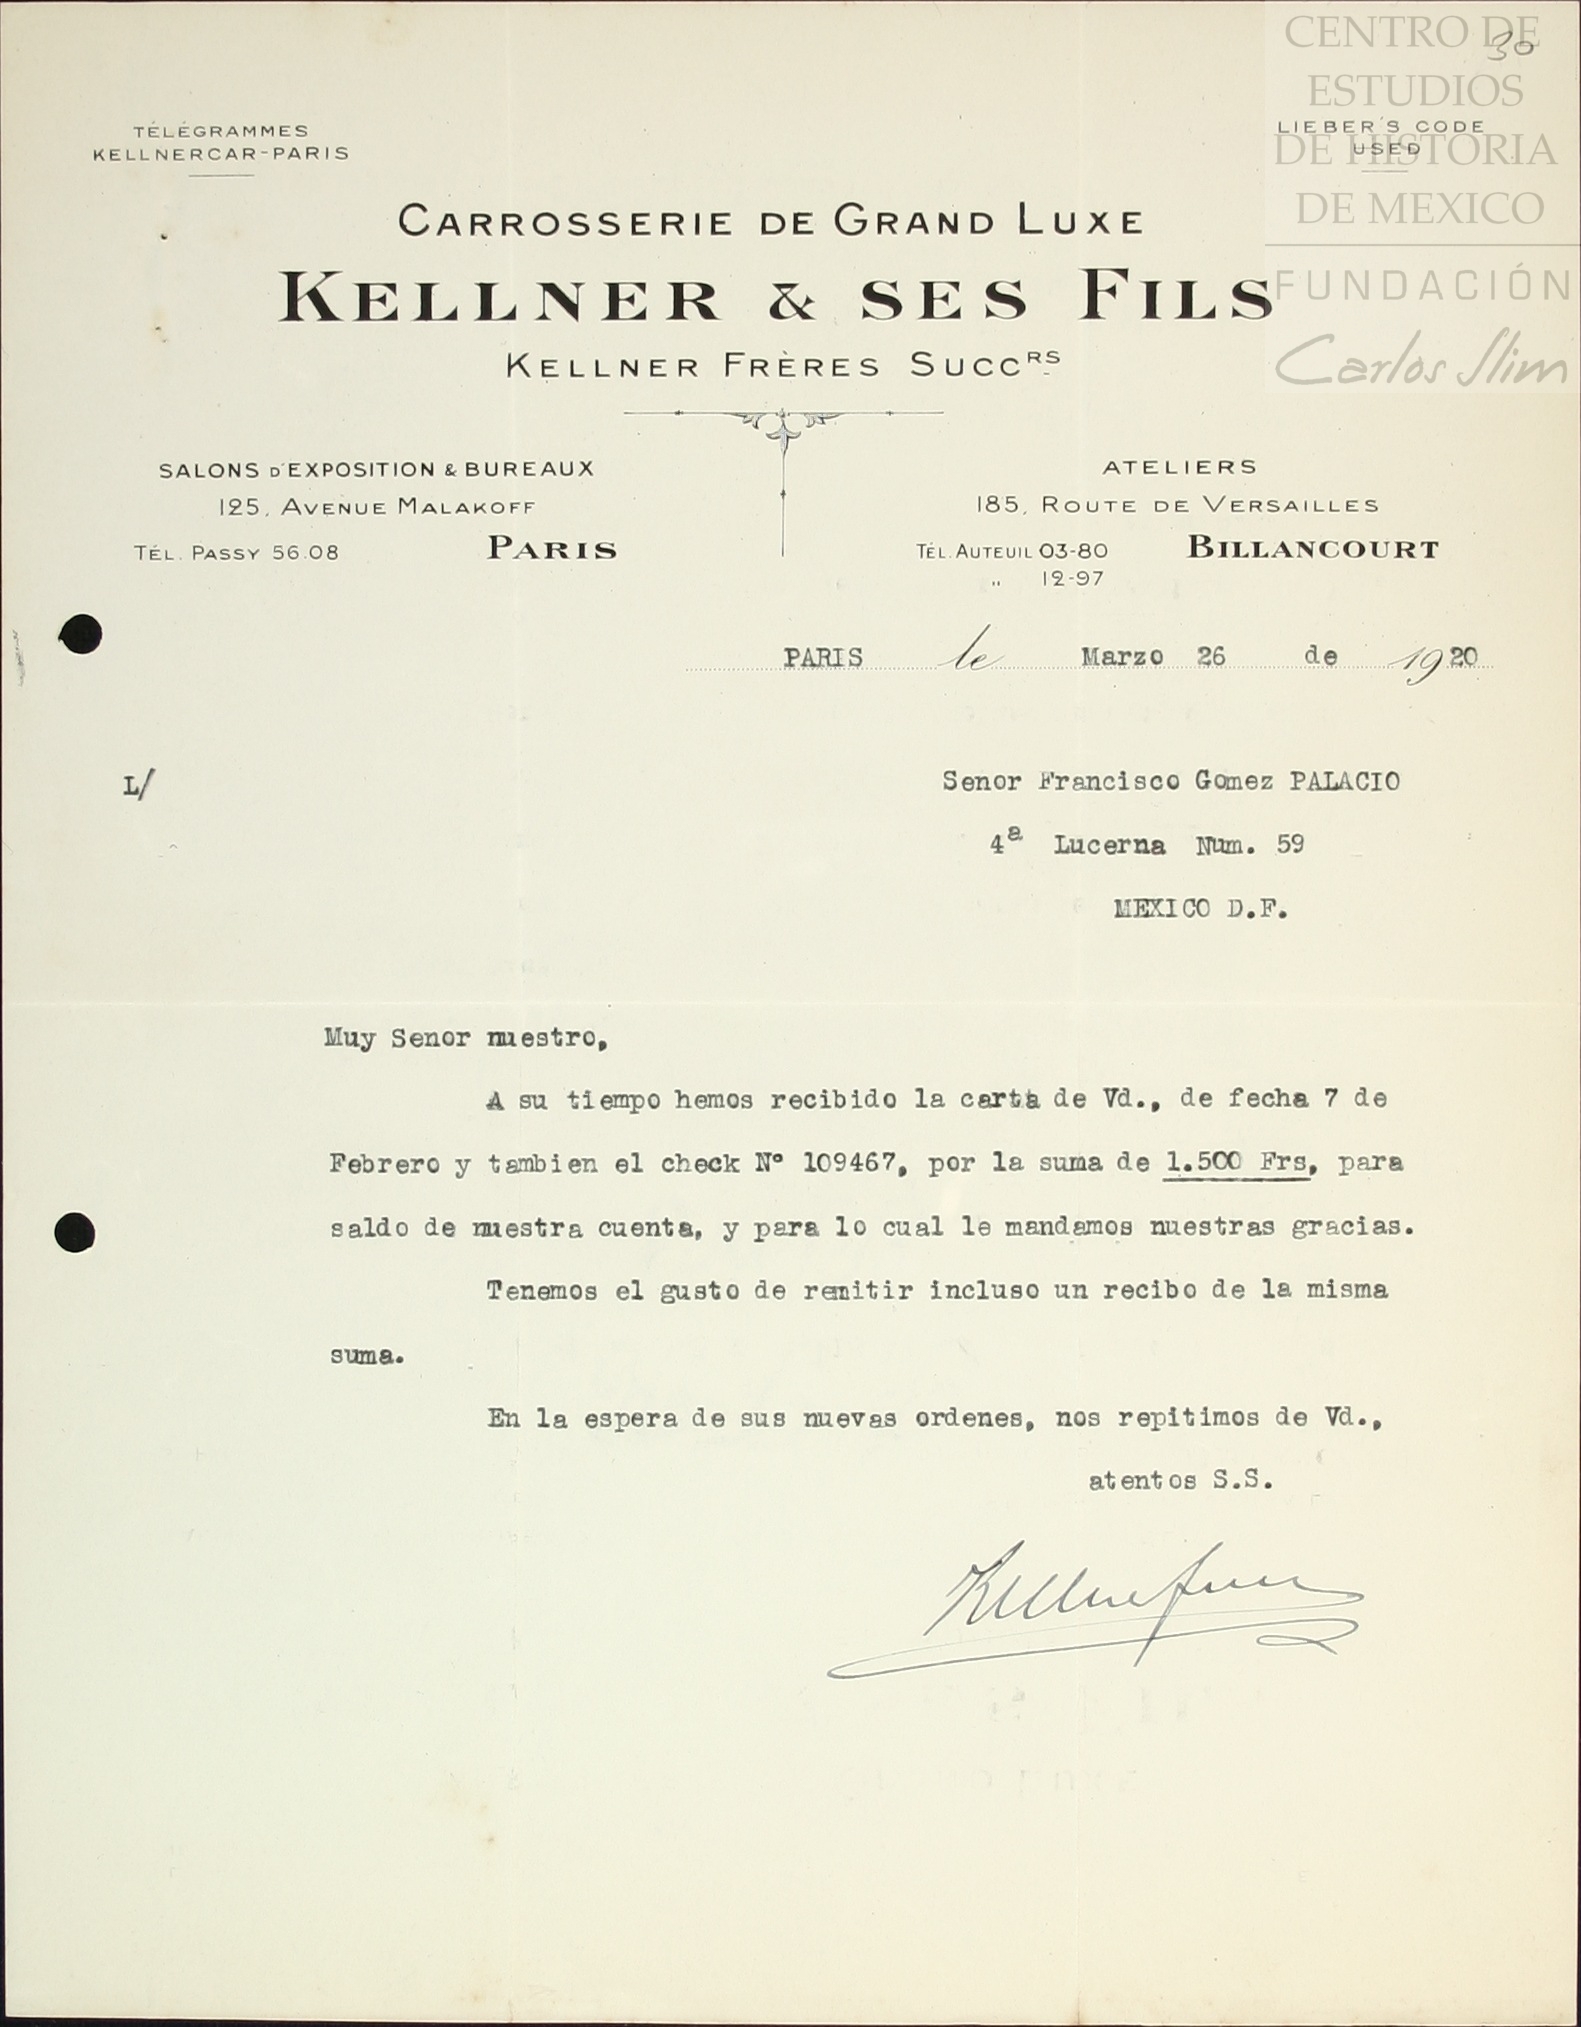 30
CENTRO DE
ESTUDIOS
DE HISTORIA
DE MEXICO
FUNDACIÓN
Carlos Slim
TÉLÉGRAMMES
KELLNERCAR-PARIS
LIEBER'S CODE
USED
CARROSSERIE DE GRAND LUXE
KELLNER & SES FILS
KELLNER FRÈRES SUCCRS
SALONS D'EXPOSITION & BUREAUX
125, AVENUE MALAKOFF
TÉL. PASSY 56.08 PARIS
ATELIERS
185, ROUTE DE VERSAILLES
TÉL. AUTEUIL 03-80 BILLANCOURT
" 12-97
PARIS le Marzo 26 de 1920
L/
Senor Francisco Gomez PALACIO
4a Lucerna Num. 59
MEXICO D.F.
Muy Senor nuestro,
A su tiempo hemos recibido la carta de Vd., de fecha 7 de
Febrero y tambien el check Nº 109467, por la suma de 1.500 Frs, para
saldo de nuestra cuenta, y para lo cual le mandamos nuestras gracias.
Tenemos el gusto de remitir incluso un recibo de la misma
suma.
En la espera de sus nuevas ordenes, nos repitimos de Vd.,
atentos S.S.